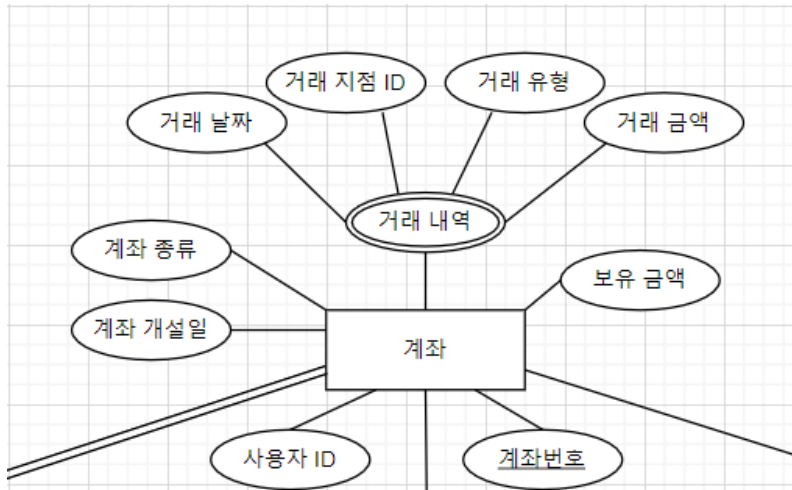 거래 지점 ID
거래 유형
거래 날짜
거래 금액
거래 내역
계좌 종류
보유 금액
계좌 개설일
계좌
사용자 ID
계좌번호